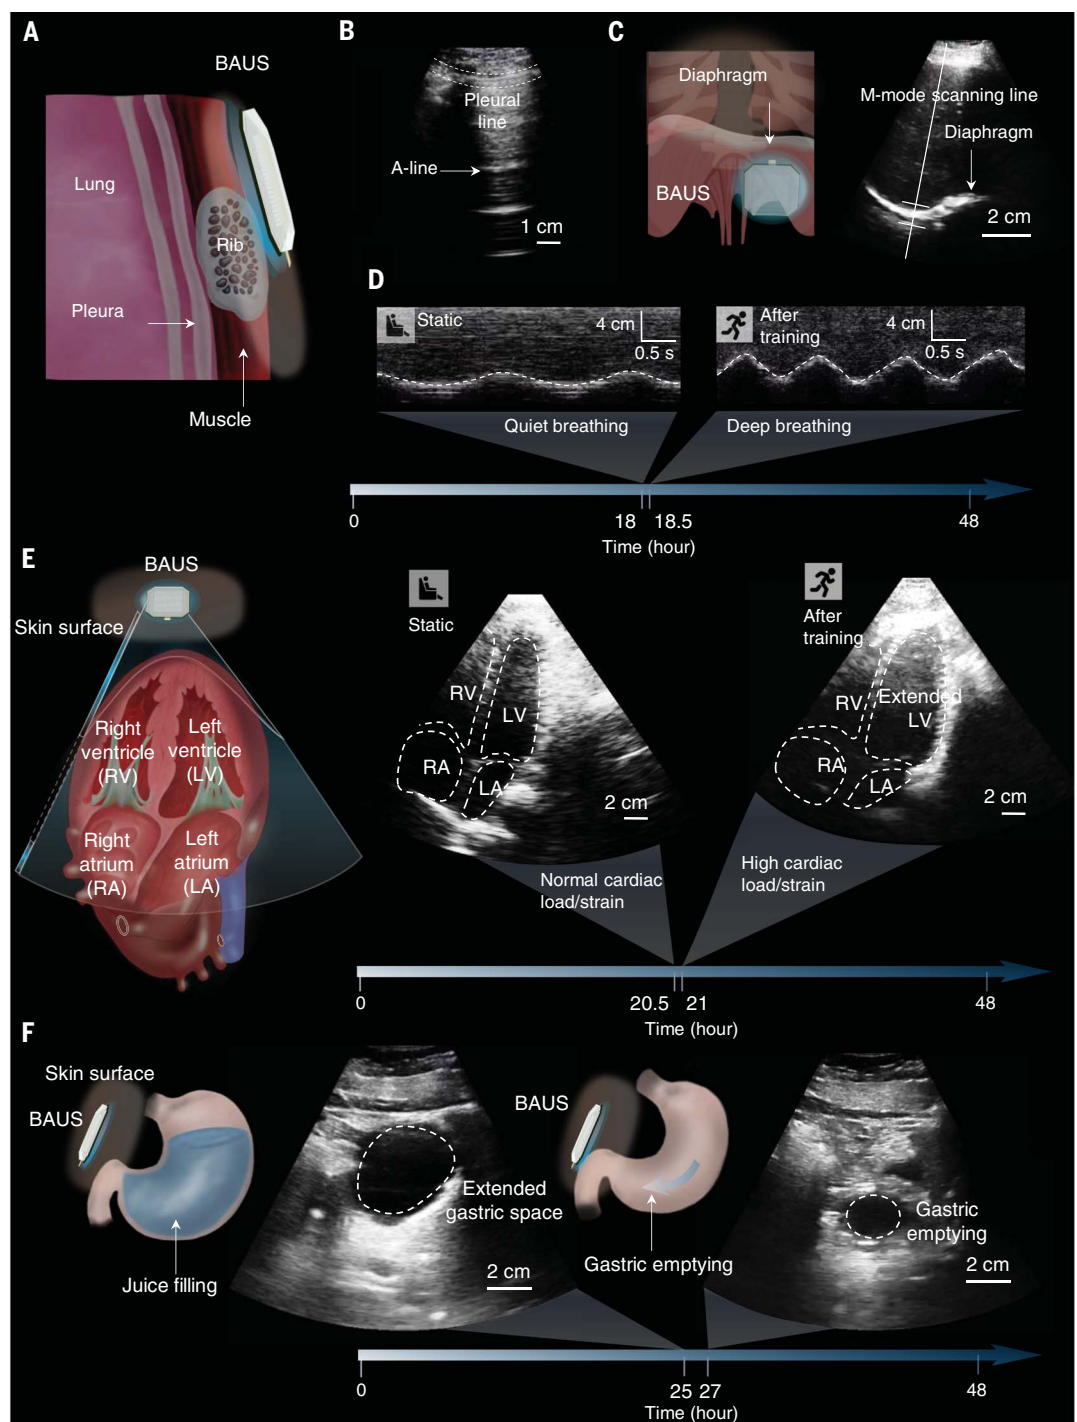 A
BAUS
Lung
Rib
Pleura
Muscle
B
Pleural
line
A-line
1 cm
C
Diaphragm
BAUS
M-mode scanning line
Diaphragm
2 cm
D
Static
4 cm
0.5 s
After
training
4 cm
0.5 s
Quiet breathing
Deep breathing
0
18
18.5
48
Time (hour)
E
BAUS
Skin surface
Right
ventricle
(RV)
Left
ventricle
(LV)
Right
atrium
(RA)
Left
atrium
(LA)
Static
RV
LV
RA
LA
2 cm
After
training
RV
Extended
LV
RA
LA
2 cm
Normal cardiac
load/strain
High cardiac
load/strain
0
20.5
21
48
Time (hour)
F
Skin surface
BAUS
Juice filling
Extended
gastric space
2 cm
BAUS
Gastric emptying
Gastric
emptying
2 cm
0
25
27
48
Time (hour)